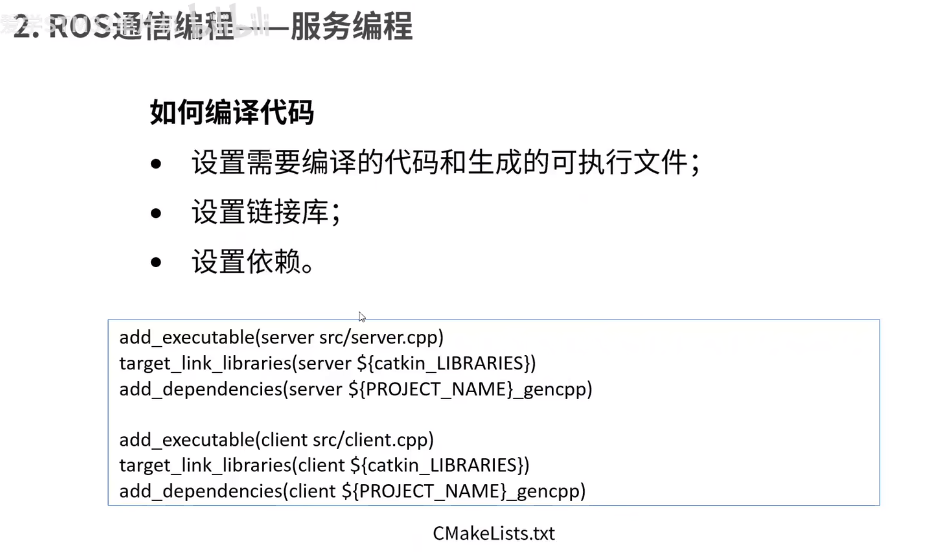 2. ROS通信编程——服务编程
如何编译代码
• 设置需要编译的代码和生成的可执行文件；
• 设置链接库；
• 设置依赖。
add_executable(server src/server.cpp)
target_link_libraries(server ${catkin_LIBRARIES})
add_dependencies(server ${PROJECT_NAME}_gencpp)
add_executable(client src/client.cpp)
target_link_libraries(client ${catkin_LIBRARIES})
add_dependencies(client ${PROJECT_NAME}_gencpp)
CMakeLists.txt